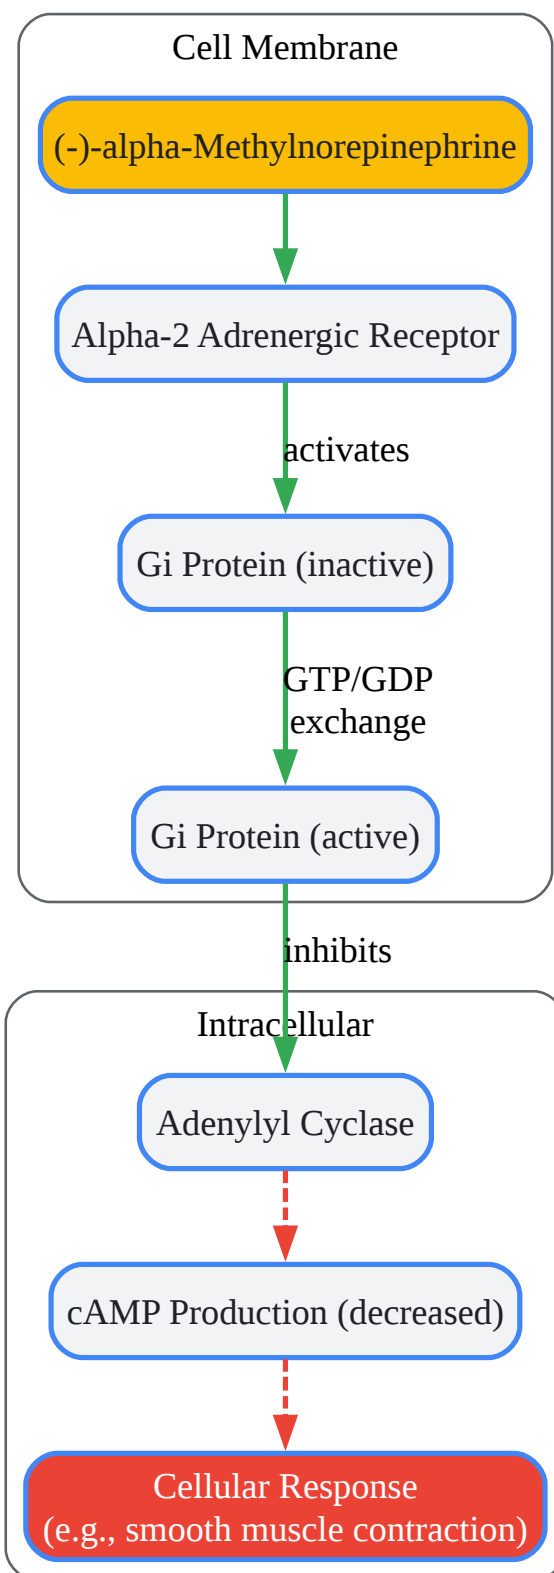 Cell Membrane
(-)-alpha-Methylnorepinephrine
Alpha-2 Adrenergic Receptor
activates
Gi Protein (inactive)
GTP/GDP
exchange
Gi Protein (active)
inhibits
Intracellular
Adenylyl Cyclase
cAMP Production (decreased)
Cellular Response
(e.g., smooth muscle contraction)